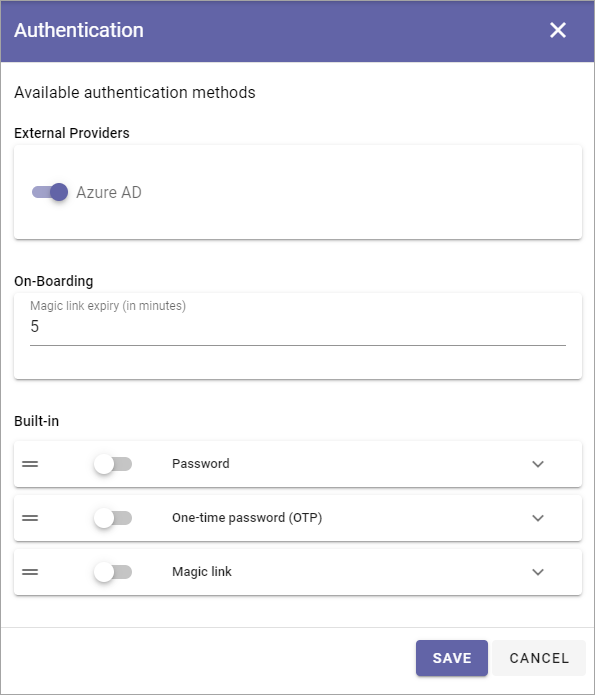 Authentication
Available authentication methods
External Providers
Azure AD
On-Boarding
Magic link expiry (in minutes)
5
Built-in
Password
One-time password (OTP)
Magic link
SAVE CANCEL